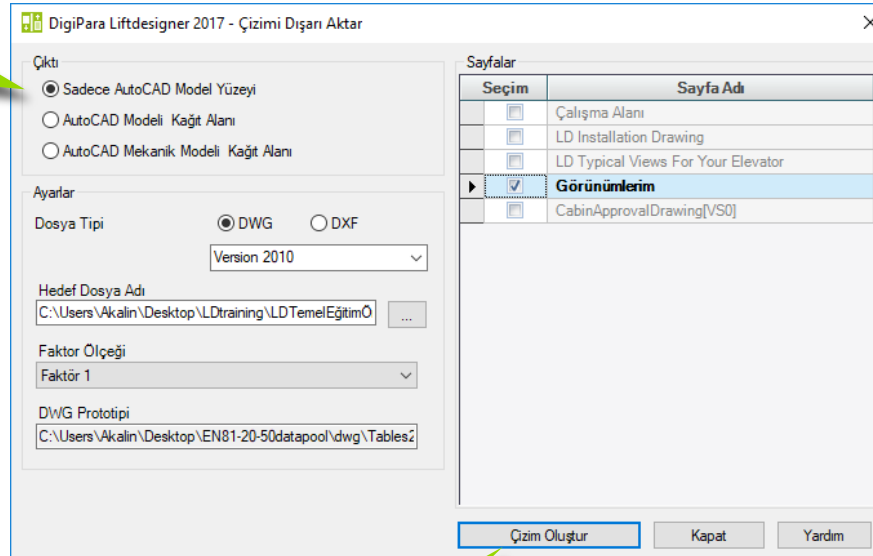 DigiPara Liftdesigner 2017 - Çizimi Dışarı Aktar
Çıktı
Sadece AutoCAD Model Yüzeyi
AutoCAD Modeli Kağıt Alanı
AutoCAD Mekanik Modeli Kağıt Alanı
Ayarlar
Dosya Tipi
DWG
DXF
Version 2010
Hedef Dosya Adı
C:\Users\Akalin\Desktop\LDtraining\LDTemelEğitimÖ
...
Faktor Ölçeği
Faktör 1
DWG Prototipi
C:\Users\Akalin\Desktop\EN81-20-50datapool\dwg\Tables2
Sayfalar
Seçim Sayfa Adı
Çalışma Alanı
LD Installation Drawing
LD Typical Views For Your Elevator
Görünümlerim
CabinApprovalDrawing[VS0]
Çizim Oluştur
Kapat
Yardım